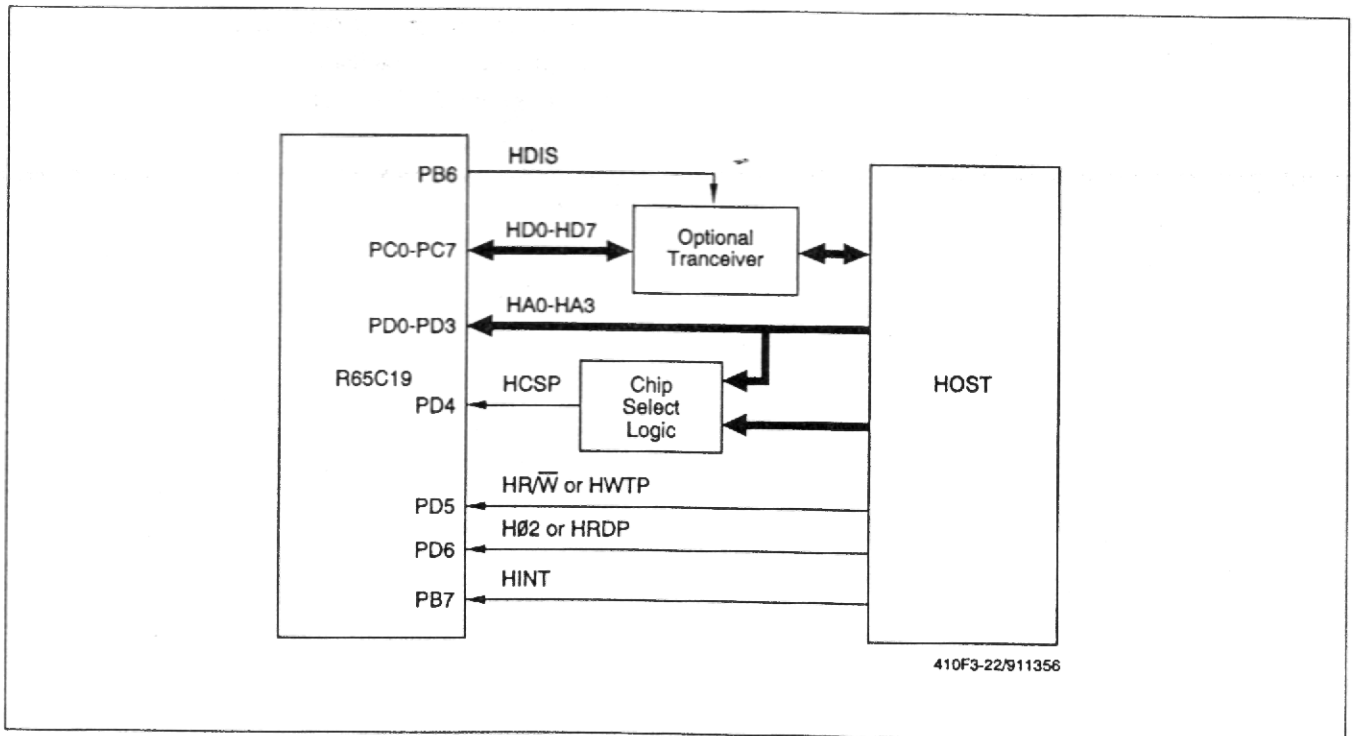 HDIS
PB6
HD0-HD7
PC0-PC7
Optional
Tranceiver
HA0-HA3
PD0-PD3
R65C19
HCSP
PD4
Chip
Select
Logic
HOST
HR/W̅ or HWTP
PD5
HØ2 or HRDP
PD6
HINT
PB7
410F3-22/911356